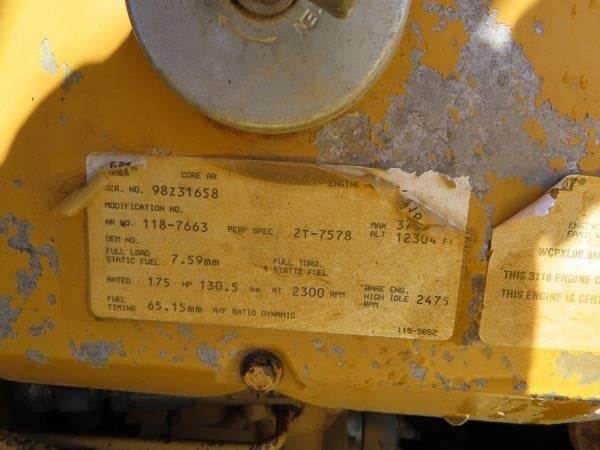 CAT
CORE AR
ENGINE
SER. NO. 98Z31658
MODIFICATION NO.
AR NO. 118-7663 PERF SPEC 2T-7578 MAX ALT 12304 F
OEM NO.
FULL LOAD STATIC FUEL 7.59mm FULL TORQ. STATIC FUEL
RATED 175 HP 130.5 kw AT 2300 RPM BARE ENG. HIGH IDLE RPM 2475
FUEL TIMING 65.15mm A/F RATIO DYNAMIC
115-5852
THIS 3116 ENGINE
THIS ENGINE IS